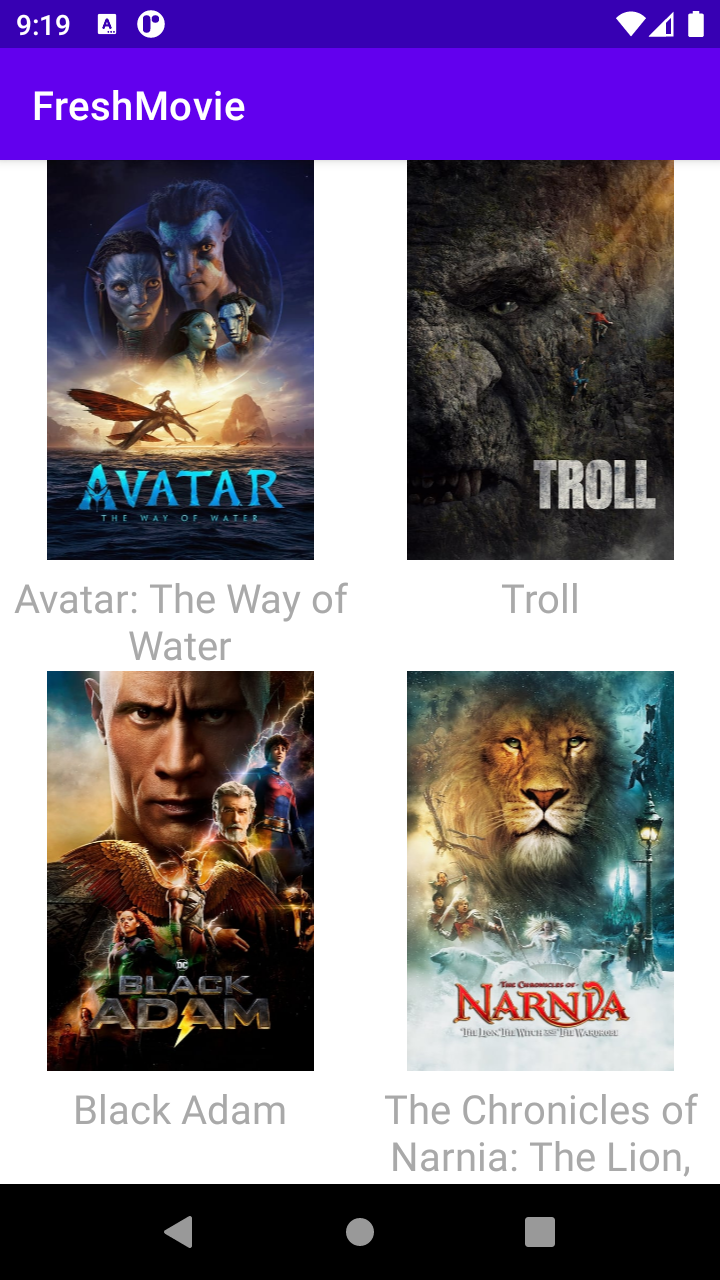 9:19
FreshMovie
AVATAR
THE WAY OF WATER
TROLL
Avatar: The Way of
Water
Troll
DC
BLACK
ADAM
THE CHRONICLES OF
NARNIA
THE LION, THE WITCH AND THE WARDROBE
Black Adam
The Chronicles of
Narnia: The Lion,